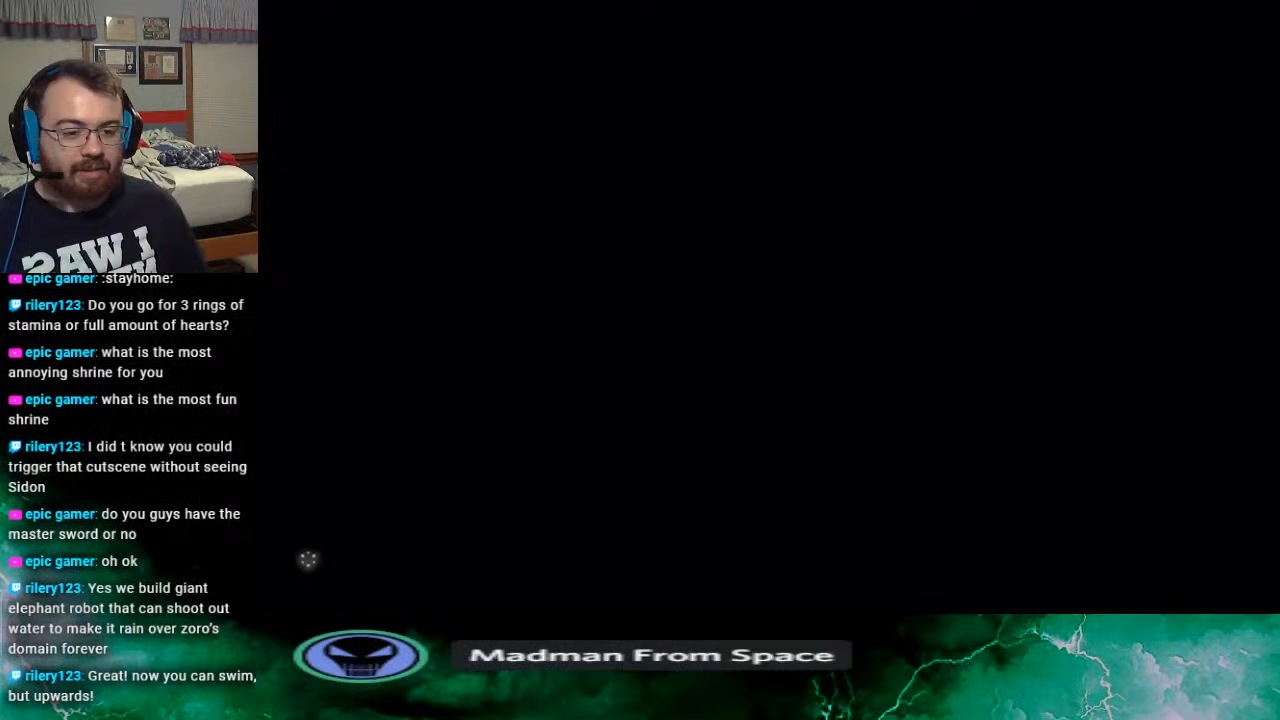 I WAS
epic gamer: :stayhome:
rilery123: Do you go for 3 rings of
stamina or full amount of hearts?
epic gamer: what is the most
annoying shrine for you
epic gamer: what is the most fun
shrine
rilery123: I did t know you could
trigger that cutscene without seeing
Sidon
epic gamer: do you guys have the
master sword or no
epic gamer: oh ok
rilery123: Yes we build giant
elephant robot that can shoot out
water to make it rain over zoro's
domain forever
rilery123: Great! now you can swim,
but upwards!
Madman From Space